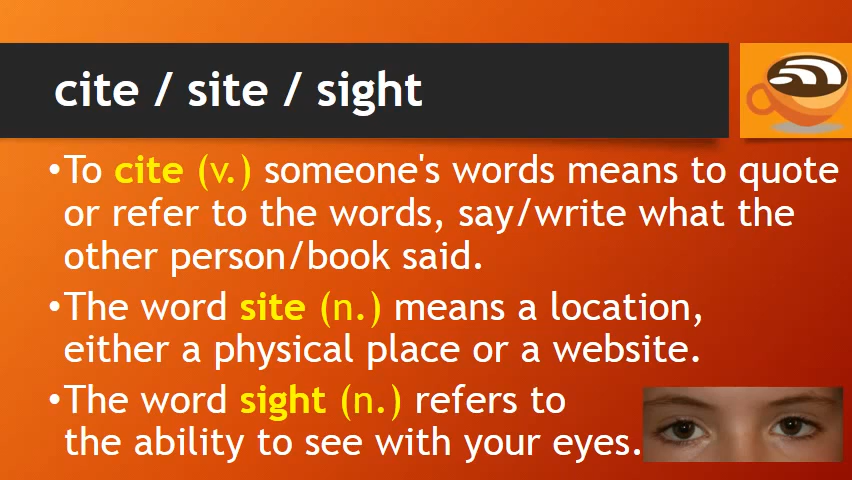 cite / site / sight
•To cite (v.) someone's words means to quote
or refer to the words, say/write what the
other person/book said.
•The word site (n.) means a location,
either a physical place or a website.
•The word sight (n.) refers to
the ability to see with your eyes.